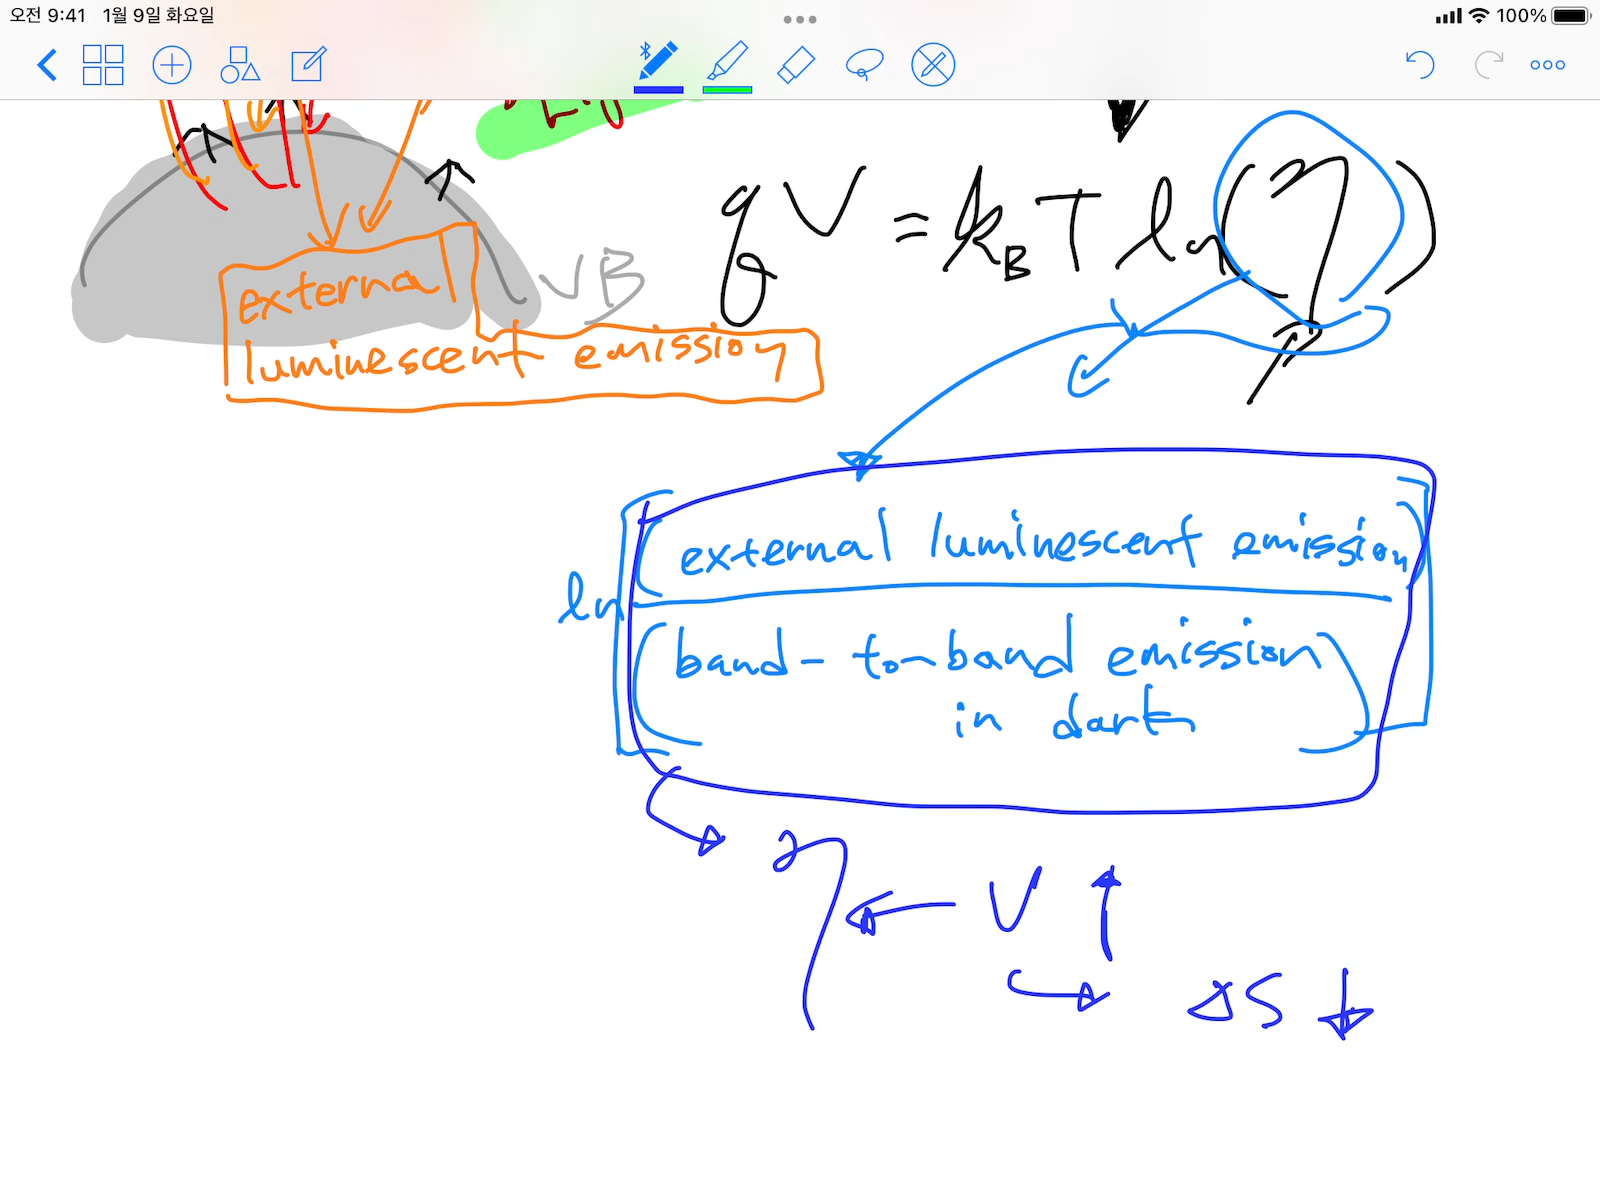 오전 9:41 1월 9일 화요일
100%
VB
external
luminescent emission
qV = k_B T ln(η)
ln
(external luminescent emission)
(band-to-band emission
in dark)
η ← V ↑
ΔS ↓